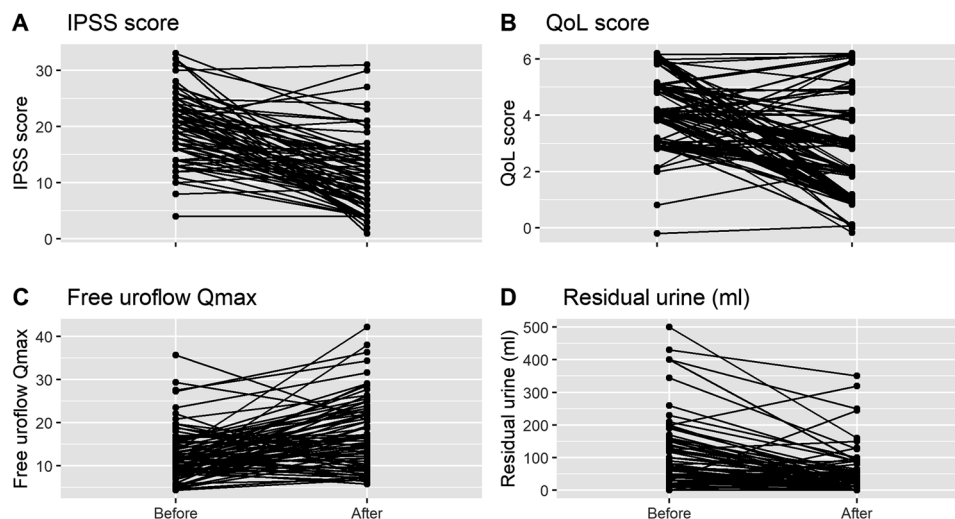 A IPSS score
IPSS score
30
20
10
0
B QoL score
QoL score
6
4
2
0
C Free uroflow Qmax
Free uroflow Qmax
40
30
20
10
Before After
D Residual urine (ml)
Residual urine (ml)
500
400
300
200
100
0
Before After